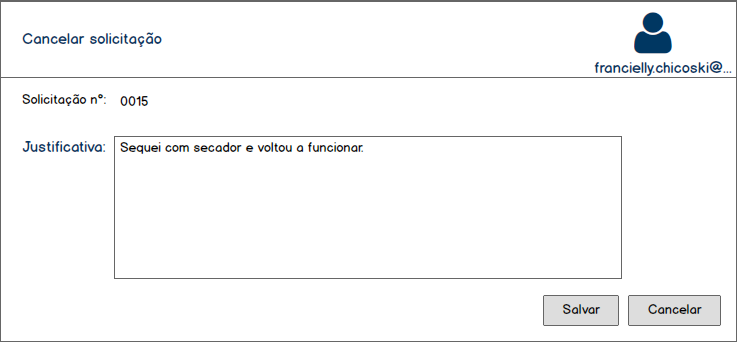 Cancelar solicitação
francielly.chicoski@...
Solicitação nº: 0015
Justificativa: Sequei com secador e voltou a funcionar.
Salvar Cancelar